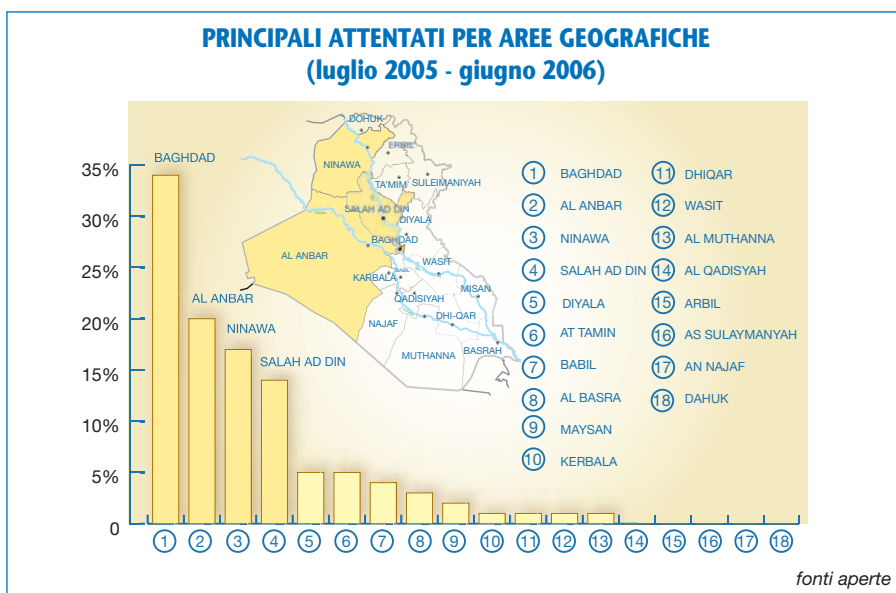 PRINCIPALI ATTENTATI PER AREE GEOGRAFICHE
(luglio 2005 - giugno 2006)
35%
30%
25%
20%
15%
10%
5%
0
BAGHDAD
AL ANBAR
NINAWA
SALAH AD DIN
DOHUK
ERBIL
NINAWA
TA'MIM
SULEIMANIYAH
SALAH AD DIN
DIYALA
BAGHDAD
AL ANBAR
WASIT
KARBALA
BABIL
MISAN
QADISIYAH
NAJAF
DHI-QAR
MUTHANNA
BASRAH
1 BAGHDAD
2 AL ANBAR
3 NINAWA
4 SALAH AD DIN
5 DIYALA
6 AT TAMIN
7 BABIL
8 AL BASRA
9 MAYSAN
10 KERBALA
11 DHIQAR
12 WASIT
13 AL MUTHANNA
14 AL QADISYAH
15 ARBIL
16 AS SULAYMANYAH
17 AN NAJAF
18 DAHUK
1 2 3 4 5 6 7 8 9 10 11 12 13 14 15 16 17 18
fonti aperte